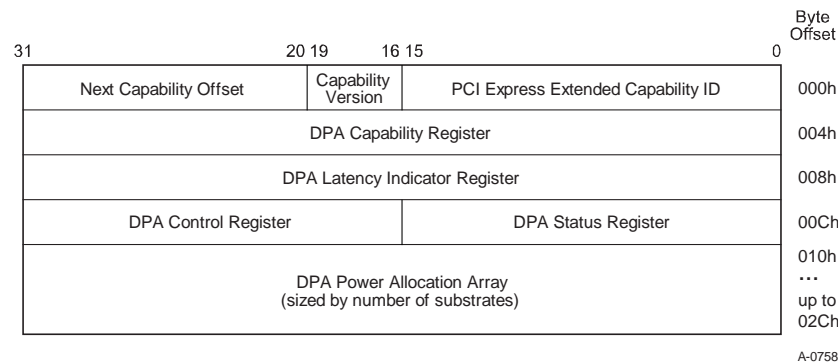 Byte
Offset
31 20 19 16 15 0
Next Capability Offset Capability Version PCI Express Extended Capability ID 000h
DPA Capability Register 004h
DPA Latency Indicator Register 008h
DPA Control Register DPA Status Register 00Ch
010h
DPA Power Allocation Array ...
(sized by number of substrates) up to
02Ch
A-0758